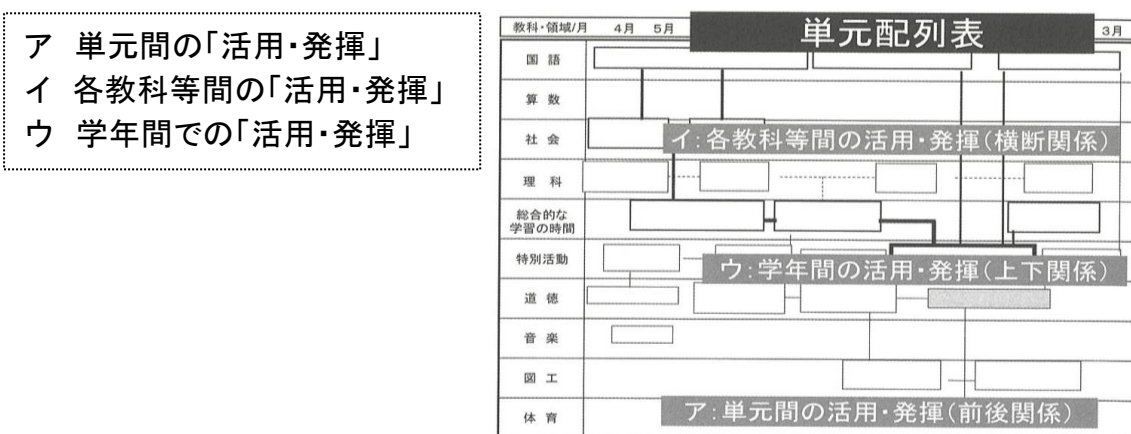 ア 単元間の「活用・発揮」
イ 各教科等間の「活用・発揮」
ウ 学年間での「活用・発揮」
教科・領域/月 4月 5月 単元配列表 3月
国 語
算 数
社 会
イ:各教科等間の活用・発揮(横断関係)
理 科
総合的な
学習の時間
特別活動
ウ:学年間の活用・発揮(上下関係)
道 徳
音 楽
図 工
ア:単元間の活用・発揮(前後関係)
体 育